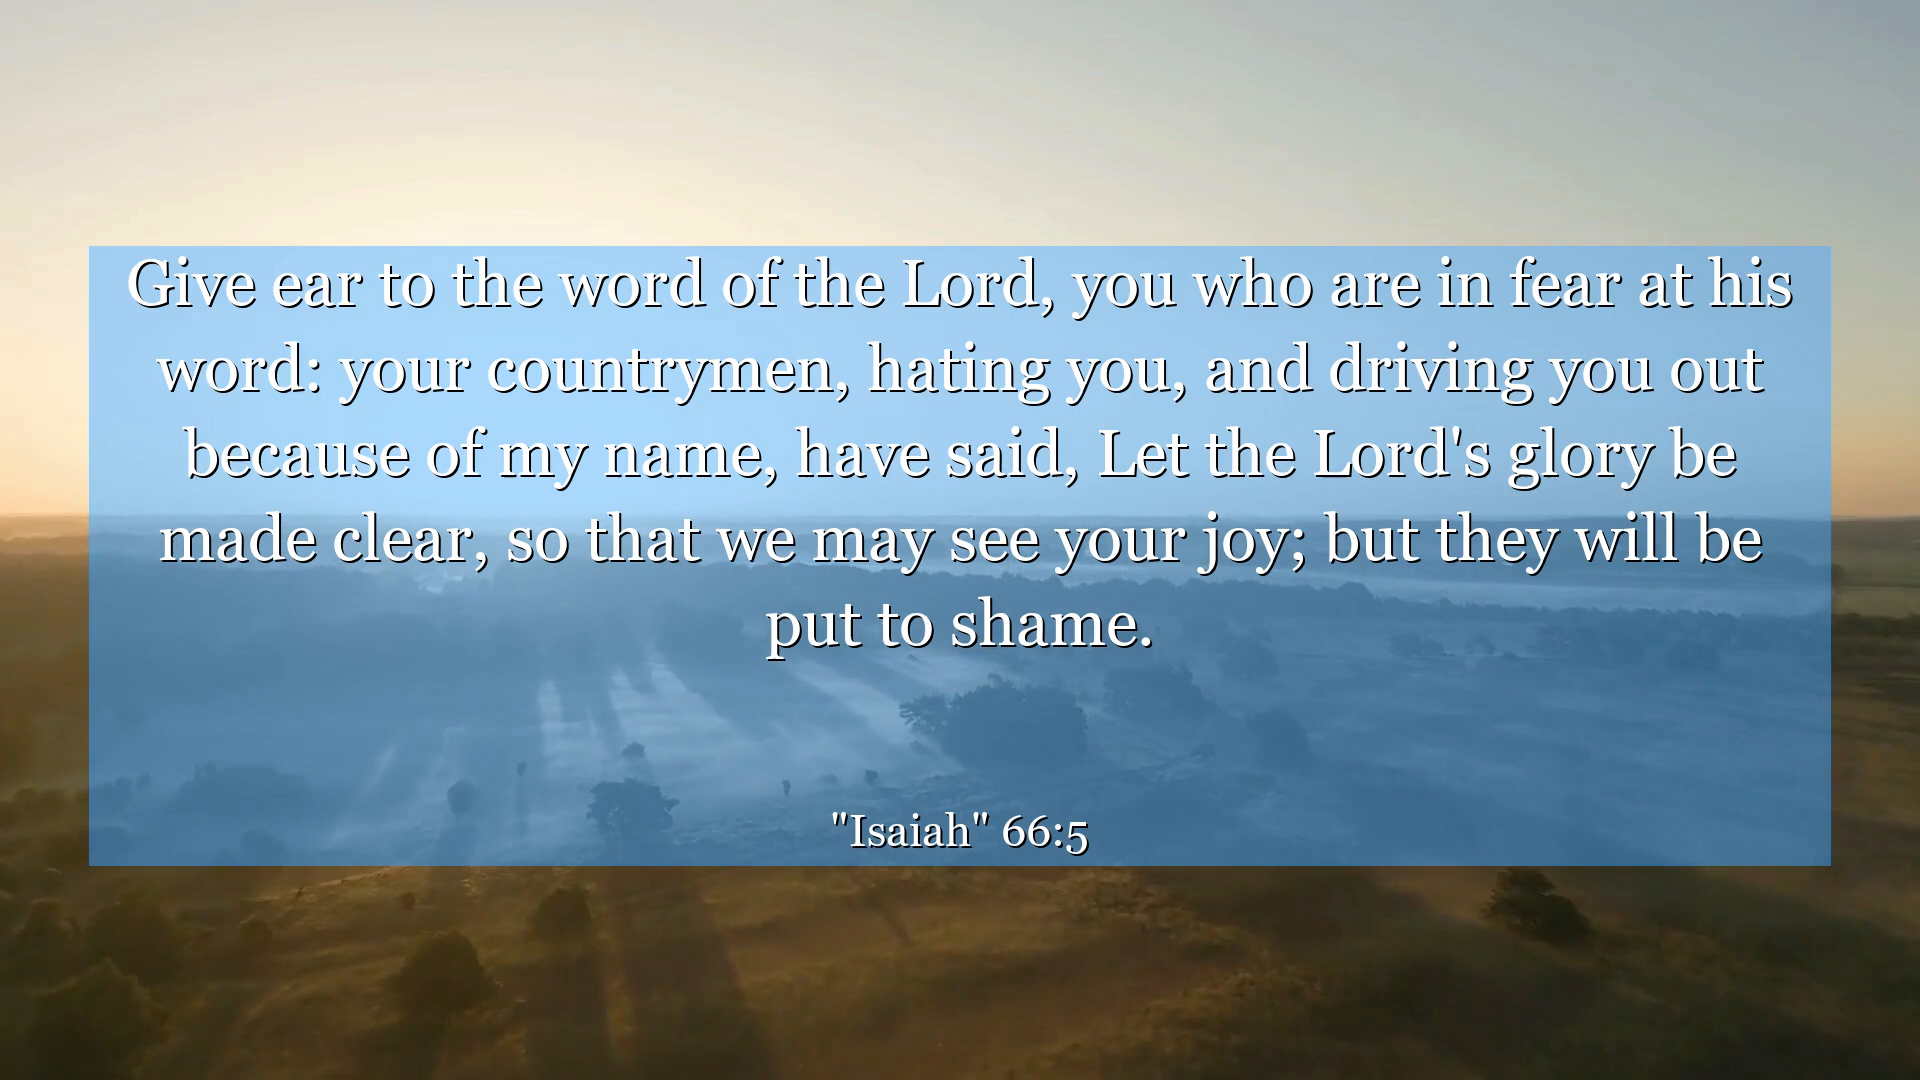 Give ear to the word of the Lord, you who are in fear at his
word: your countrymen, hating you, and driving you out
because of my name, have said, Let the Lord's glory be
made clear, so that we may see your joy; but they will be
put to shame.
"Isaiah" 66:5